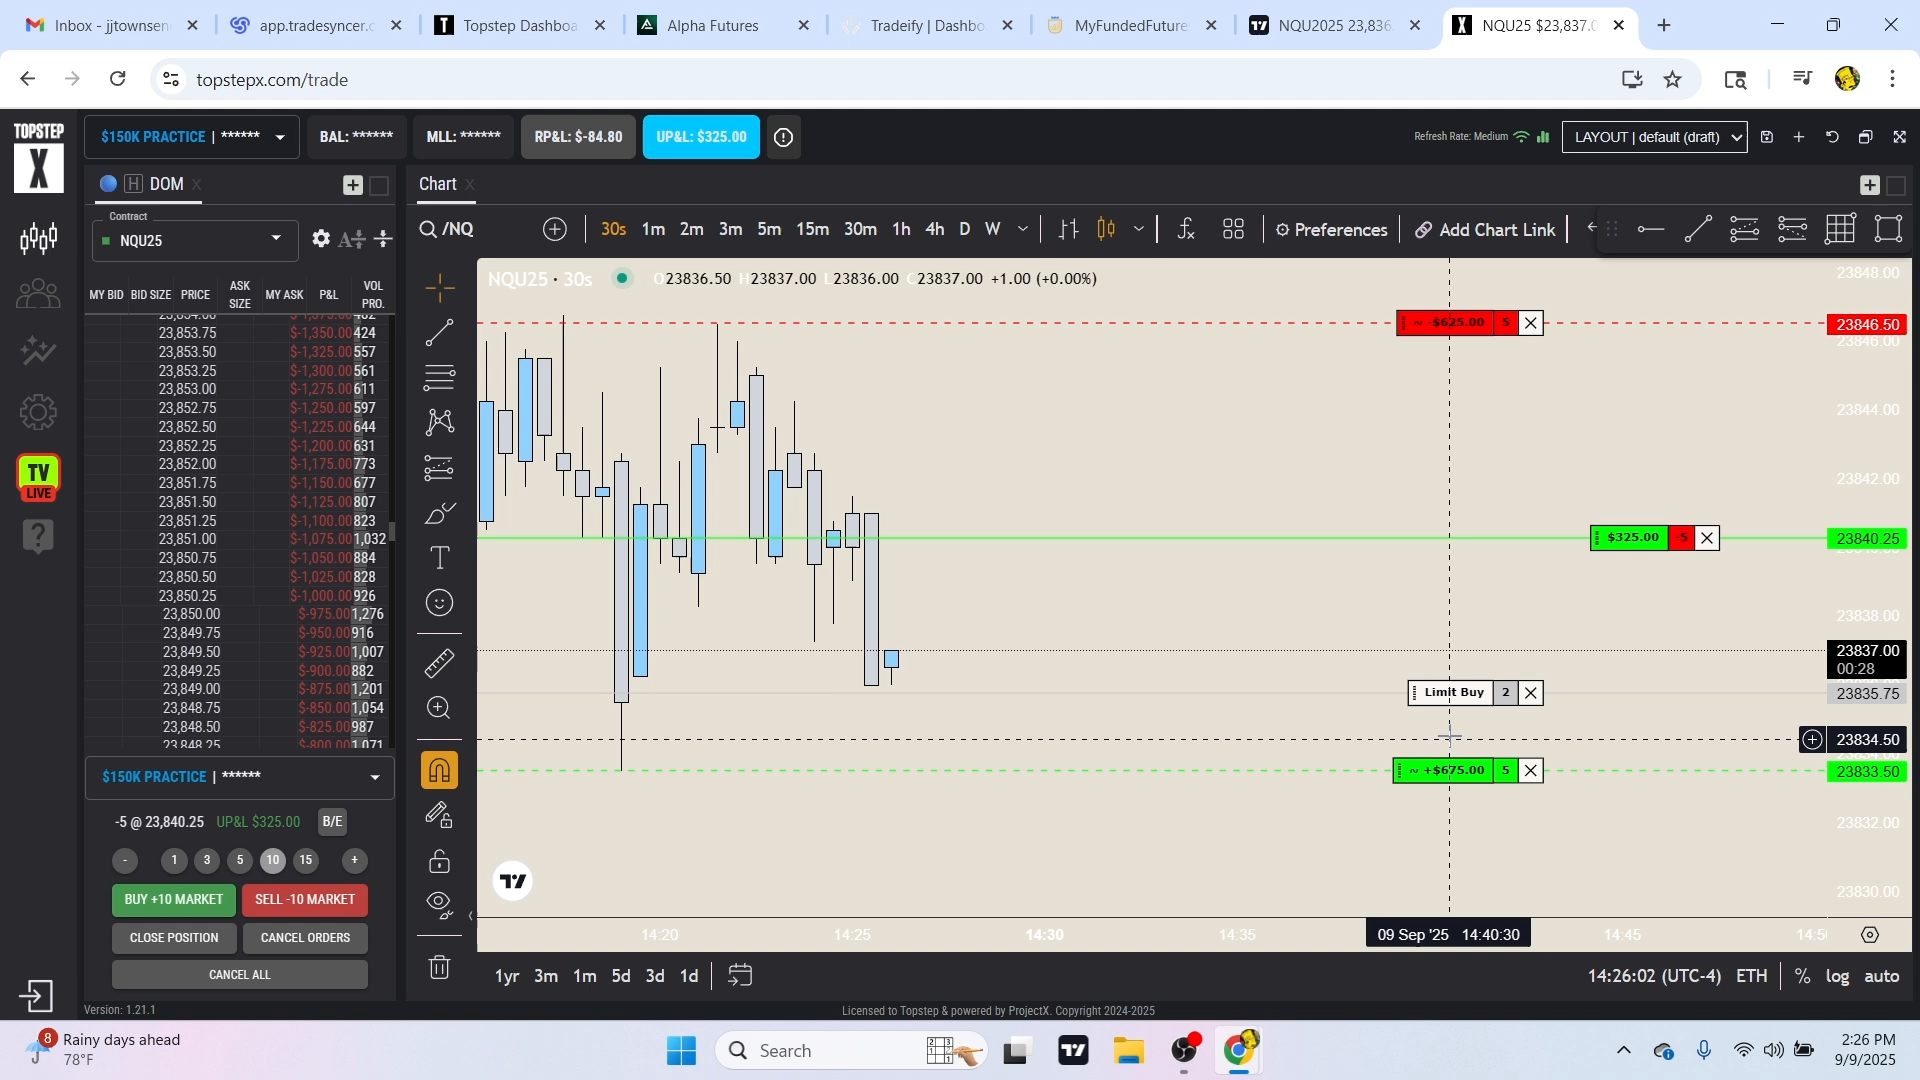 Inbox - jjtownsen
app.tradesyncer.c
Topstep Dashboa
Alpha Futures
Tradeify | Dashbo
MyFundedFuture
NQU2025 23,836.
NQU25 $23,837.0
topstepx.com/trade
TOPSTEP X
$150K PRACTICE | ******
BAL: ******
MLL: ******
RP&L: $-84.80
UP&L: $325.00
Refresh Rate: Medium
LAYOUT | default (draft)
H DOM
Chart
Contract
NQU25
/NQ
30s 1m 2m 3m 5m 15m 30m 1h 4h D W
Preferences
Add Chart Link
MY BID BID SIZE PRICE ASK SIZE MY ASK P&L VOL PRO.
NQU25 · 30s O23836.50 H23837.00 L23836.00 C23837.00 +1.00 (+0.00%)
23,853.75 $-1,350.00 424
23,853.50 $-1,325.00 557
23,853.25 $-1,300.00 561
23,853.00 $-1,275.00 611
23,852.75 $-1,250.00 597
23,852.50 $-1,225.00 644
23,852.25 $-1,200.00 631
23,852.00 $-1,175.00 773
23,851.75 $-1,150.00 677
23,851.50 $-1,125.00 807
23,851.25 $-1,100.00 823
23,851.00 $-1,075.00 1,032
23,850.75 $-1,050.00 884
23,850.50 $-1,025.00 828
23,850.25 $-1,000.00 926
23,850.00 $-975.00 1,276
23,849.75 $-950.00 916
23,849.50 $-925.00 1,007
23,849.25 $-900.00 882
23,849.00 $-875.00 1,201
23,848.75 $-850.00 1,054
23,848.50 $-825.00 987
23,848.25 $-800.00 1,071
TV LIVE
23848.00
~ -$625.00 5
23846.50
23846.00
23844.00
23842.00
$325.00 -5
23840.25
23838.00
23837.00
00:28
Limit Buy 2
23835.75
23834.50
~ +$675.00 5
23833.50
23832.00
23830.00
$150K PRACTICE | ******
-5 @ 23,840.25 UP&L $325.00 B/E
- 1 3 5 10 15 +
BUY +10 MARKET
SELL -10 MARKET
CLOSE POSITION
CANCEL ORDERS
CANCEL ALL
14:20 14:25 14:30 14:35 09 Sep '25 14:40:30 14:45
1yr 3m 1m 5d 3d 1d
14:26:02 (UTC-4) ETH % log auto
Version: 1.21.1
Licensed to Topstep & powered by ProjectX. Copyright 2024-2025
8
Rainy days ahead
78°F
Search
2:26 PM
9/9/2025